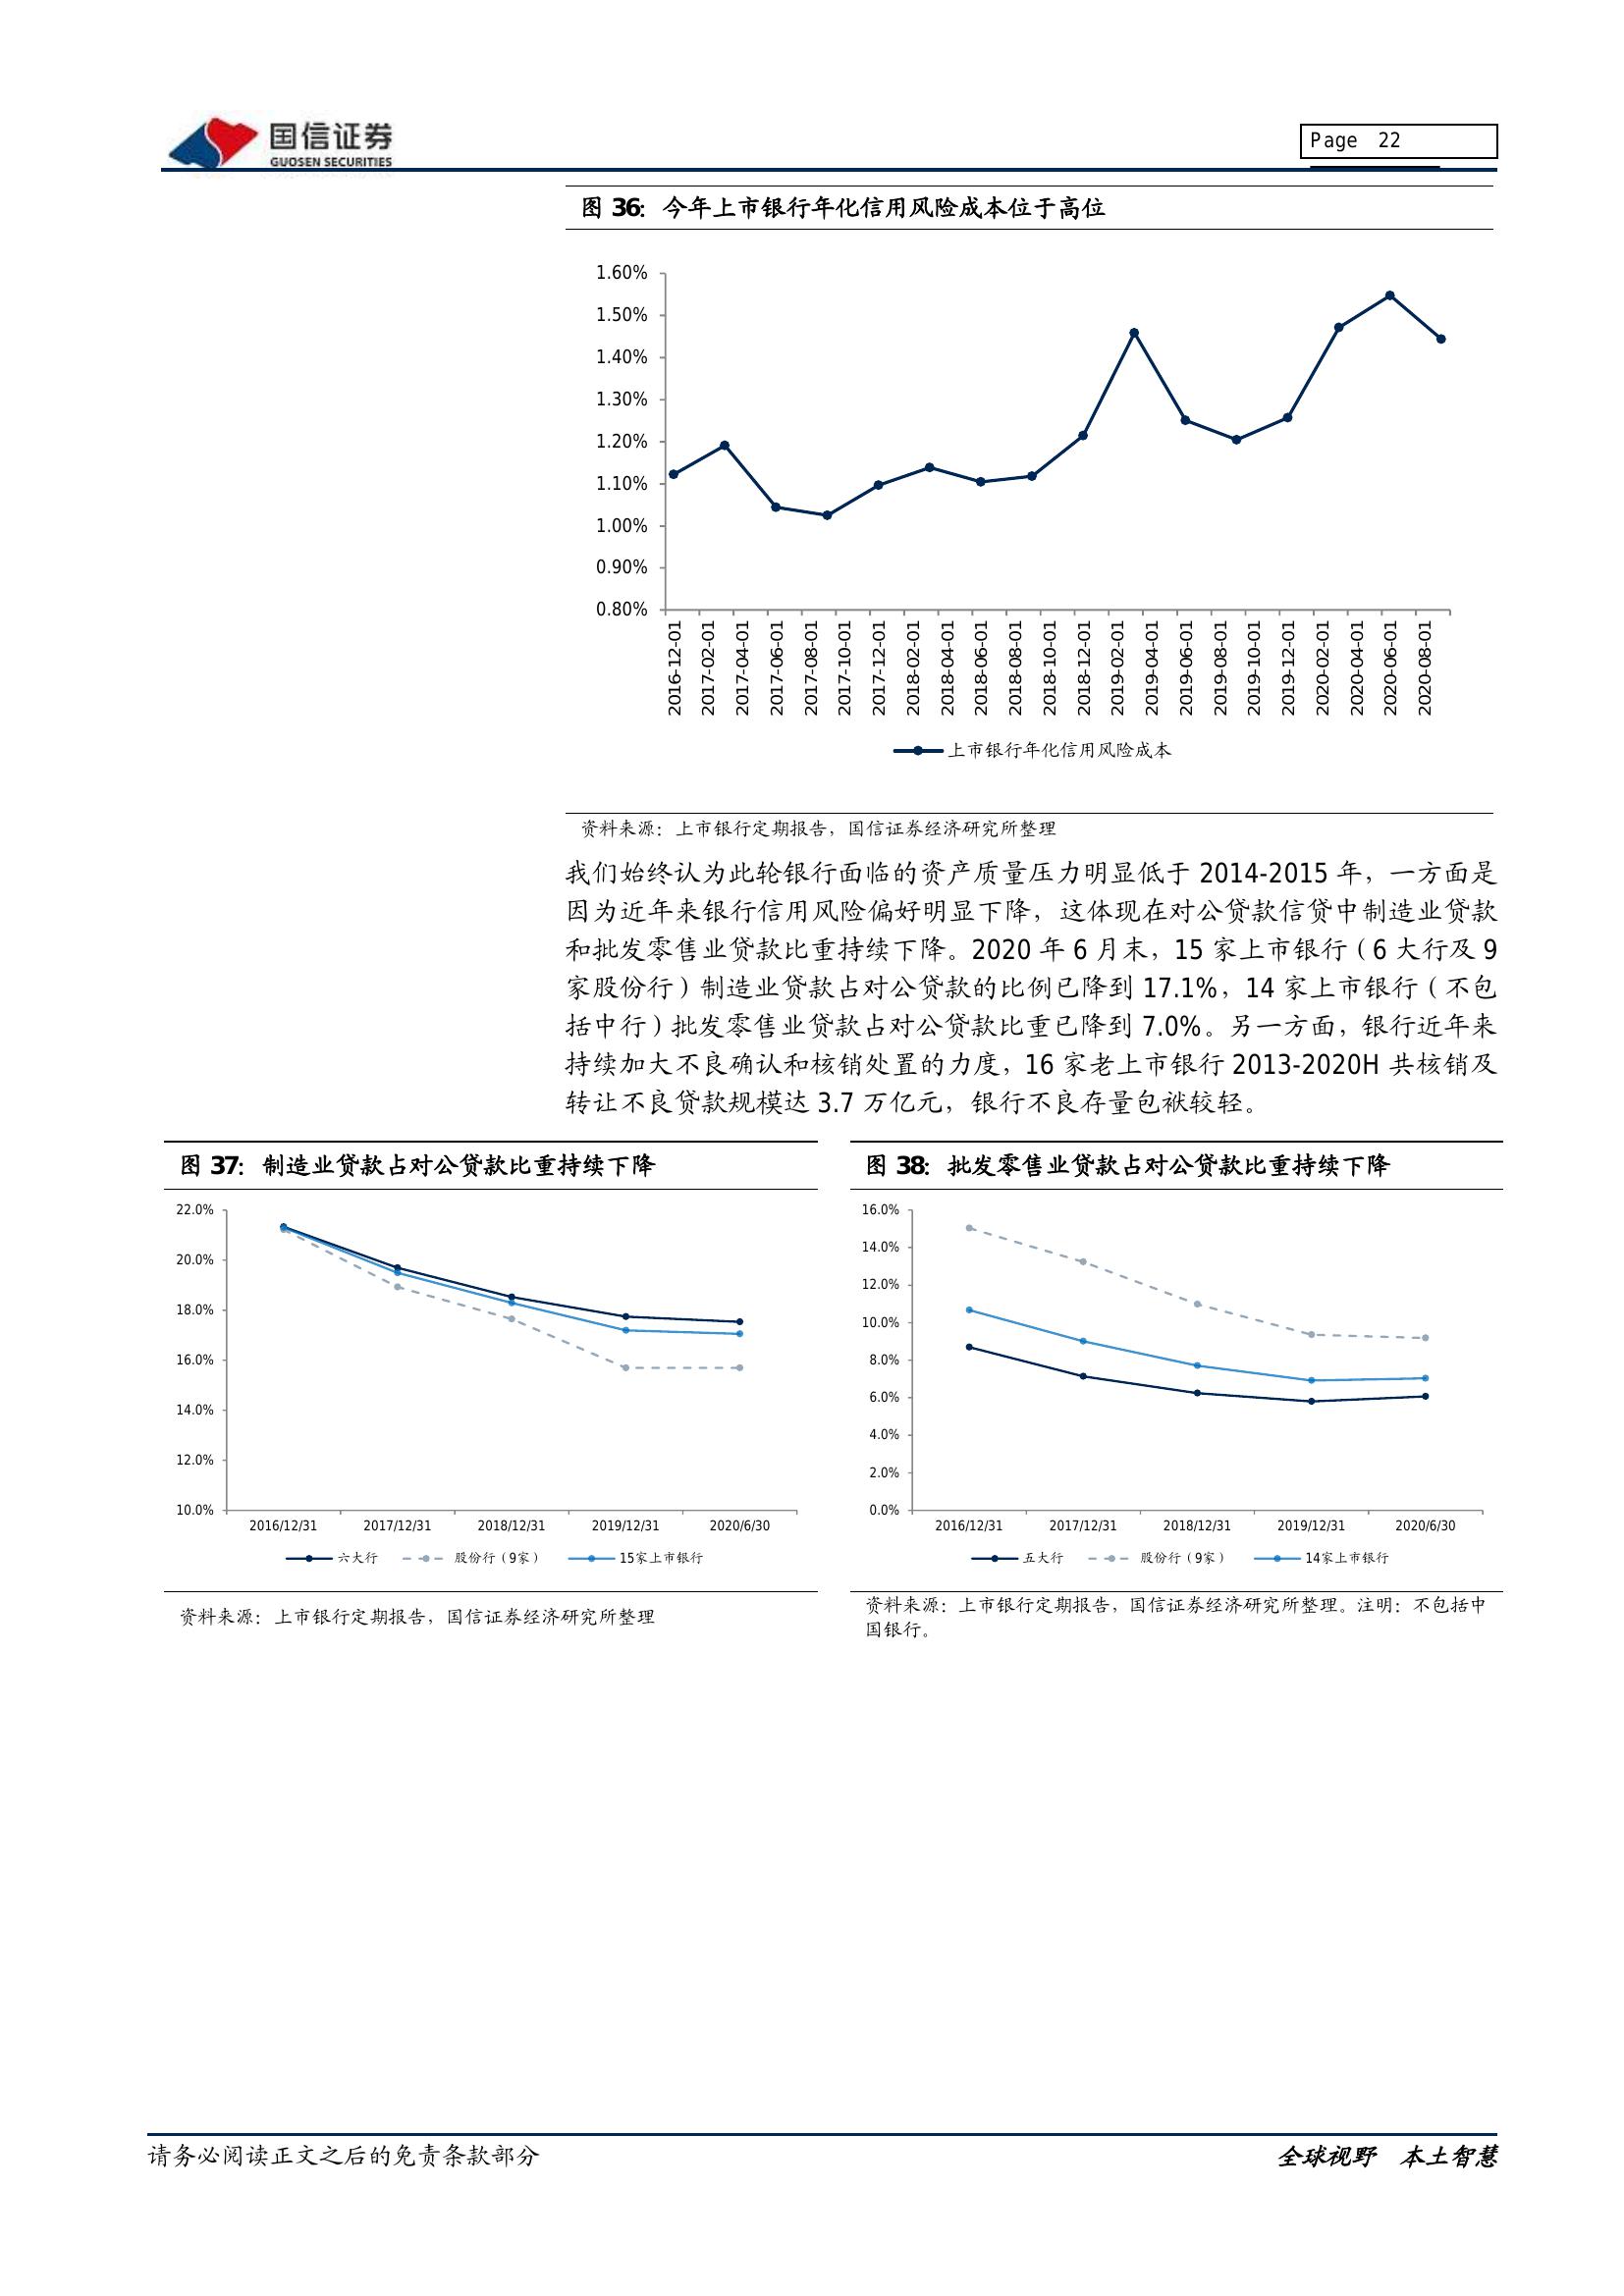 国信证券
GUOSEN SECURITIES
Page 22
图 36：今年上市银行年化信用风险成本位于高位
1.60%
1.50%
1.40%
1.30%
1.20%
1.10%
1.00%
0.90%
0.80%
2016-12-01
2017-02-01
2017-04-01
2017-06-01
2017-08-01
2017-10-01
2017-12-01
2018-02-01
2018-04-01
2018-06-01
2018-08-01
2018-10-01
2018-12-01
2019-02-01
2019-04-01
2019-06-01
2019-08-01
2019-10-01
2019-12-01
2020-02-01
2020-04-01
2020-06-01
2020-08-01
上市银行年化信用风险成本
资料来源：上市银行定期报告，国信证券经济研究所整理
我们始终认为此轮银行面临的资产质量压力明显低于 2014-2015 年，一方面是
因为近年来银行信用风险偏好明显下降，这体现在对公贷款信贷中制造业贷款
和批发零售业贷款比重持续下降。2020 年 6 月末，15 家上市银行（6 大行及 9
家股份行）制造业贷款占对公贷款的比例已降到 17.1%，14 家上市银行（不包
括中行）批发零售业贷款占对公贷款比重已降到 7.0%。另一方面，银行近年来
持续加大不良确认和核销处置的力度，16 家老上市银行 2013-2020H 共核销及
转让不良贷款规模达 3.7 万亿元，银行不良存量包袱较轻。
图 37：制造业贷款占对公贷款比重持续下降
22.0%
20.0%
18.0%
16.0%
14.0%
12.0%
10.0%
2016/12/31 2017/12/31 2018/12/31 2019/12/31 2020/6/30
六大行 股份行（9家） 15家上市银行
资料来源：上市银行定期报告，国信证券经济研究所整理
图 38：批发零售业贷款占对公贷款比重持续下降
16.0%
14.0%
12.0%
10.0%
8.0%
6.0%
4.0%
2.0%
0.0%
2016/12/31 2017/12/31 2018/12/31 2019/12/31 2020/6/30
五大行 股份行（9家） 14家上市银行
资料来源：上市银行定期报告，国信证券经济研究所整理。注明：不包括中
国银行。
请务必阅读正文之后的免责条款部分
全球视野 本土智慧